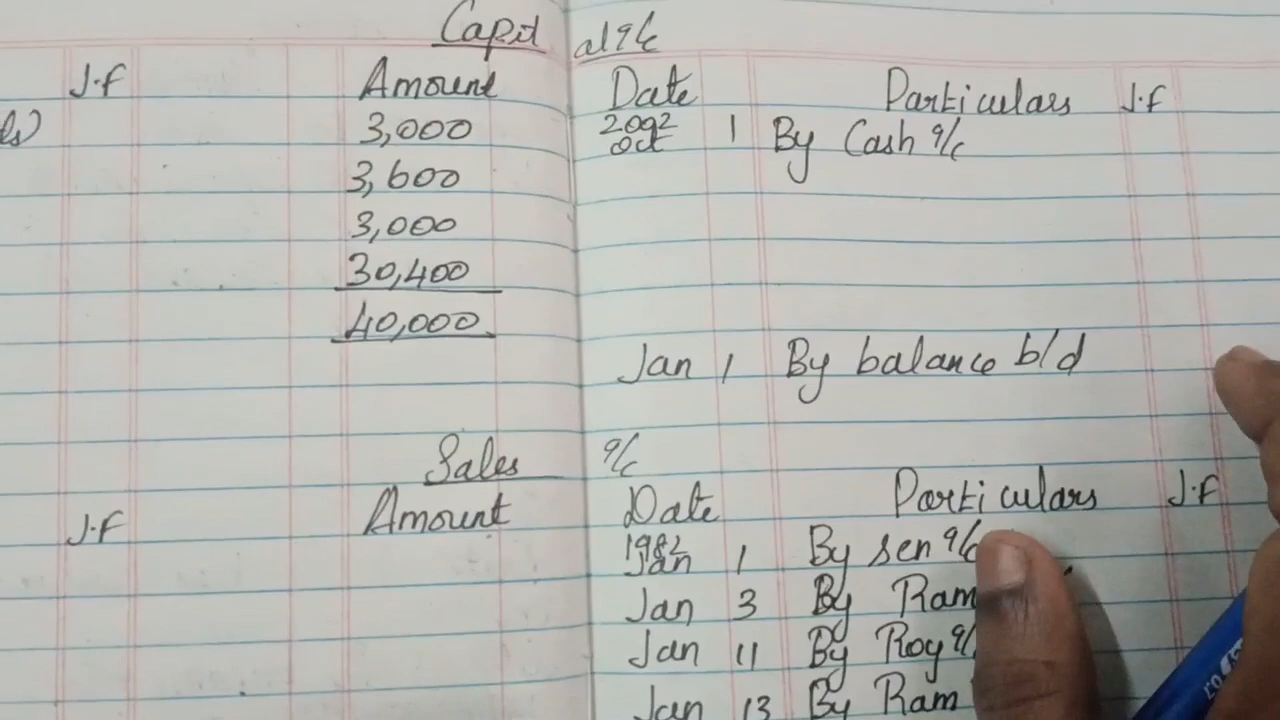 Capital a/c
J.F Amount Date Particulars J.F
3,000 2002 Oct 1 By Cash a/c
3,600
3,000
30,400
40,000
Jan 1 By balance b/d
Sales a/c
J.F Amount Date Particulars J.F
1982 Jan 1 By Sen a/c
Jan 3 By Ram
Jan 11 By Roy a/c
Jan 13 By Ram